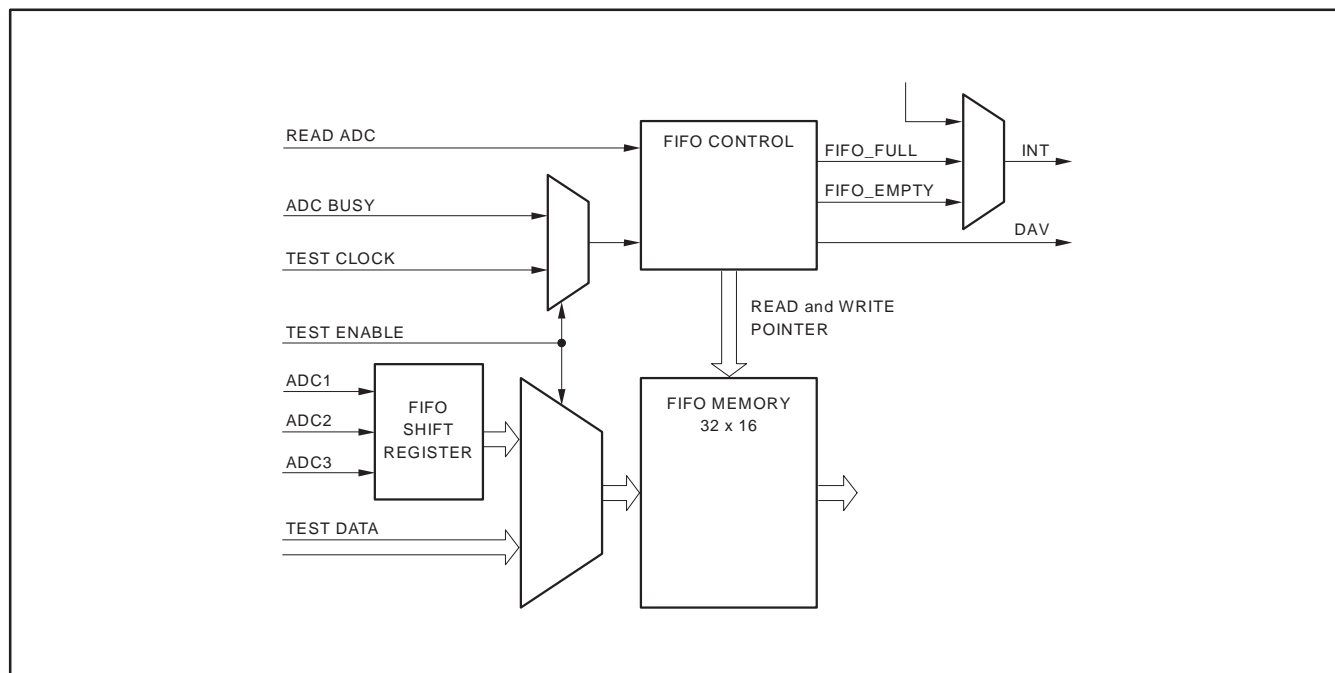 READ ADC
FIFO CONTROL
FIFO_FULL
INT
FIFO_EMPTY
ADC BUSY
DAV
TEST CLOCK
READ and WRITE
POINTER
TEST ENABLE
ADC1
FIFO
SHIFT
REGISTER
ADC2
ADC3
FIFO MEMORY
32 x 16
TEST DATA